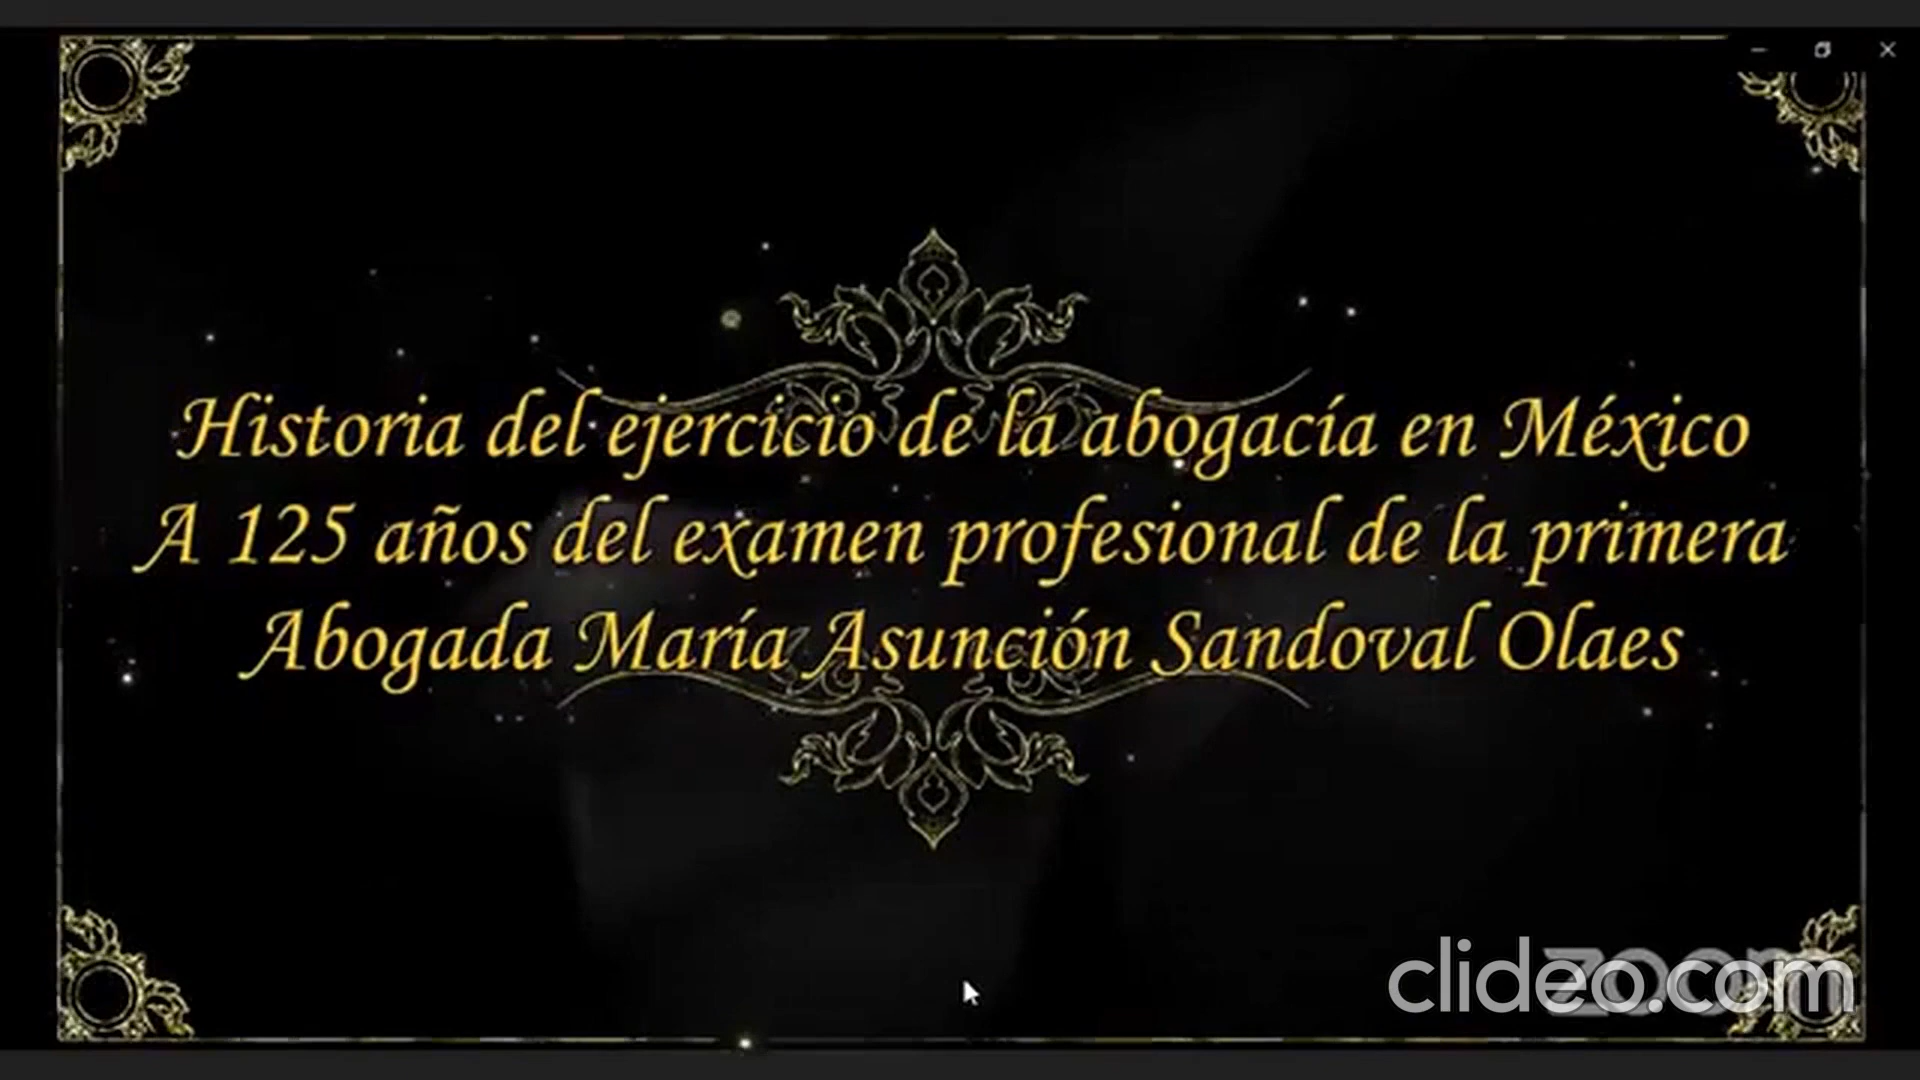 Historia del ejercicio de la abogacía en México
A 125 años del examen profesional de la primera
Abogada María Asunción Sandoval Olaes
clideo.com
zoom